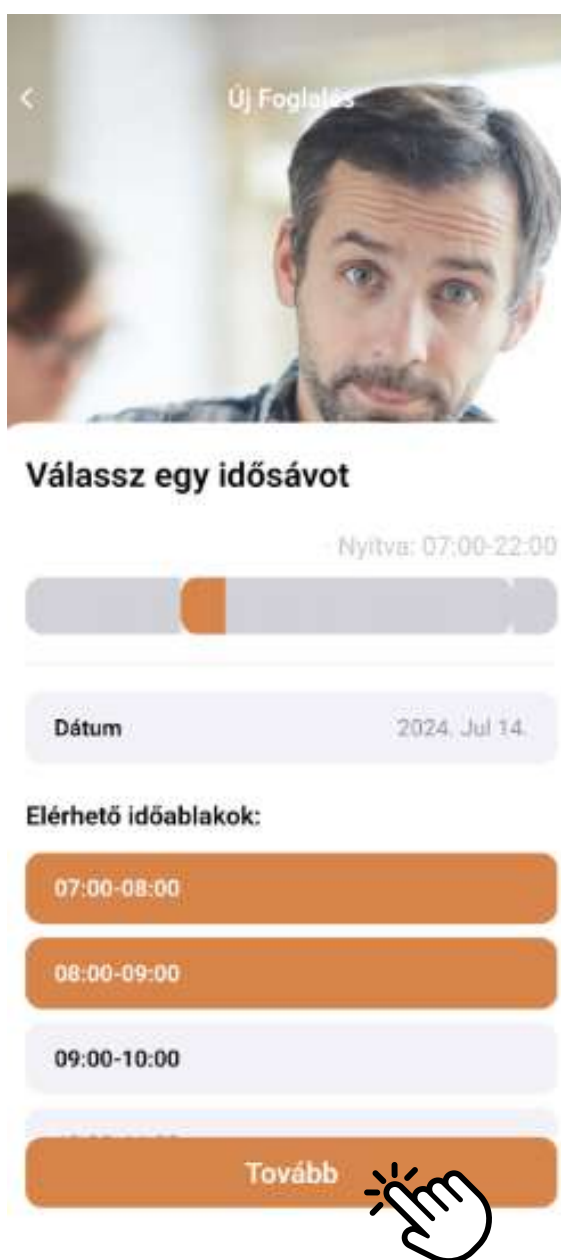 Új Foglalás
Válassz egy idősávot
Nyitva: 07:00-22:00
Dátum
2024. Jul 14.
Elérhető időablakok:
07:00-08:00
08:00-09:00
09:00-10:00
Tovább